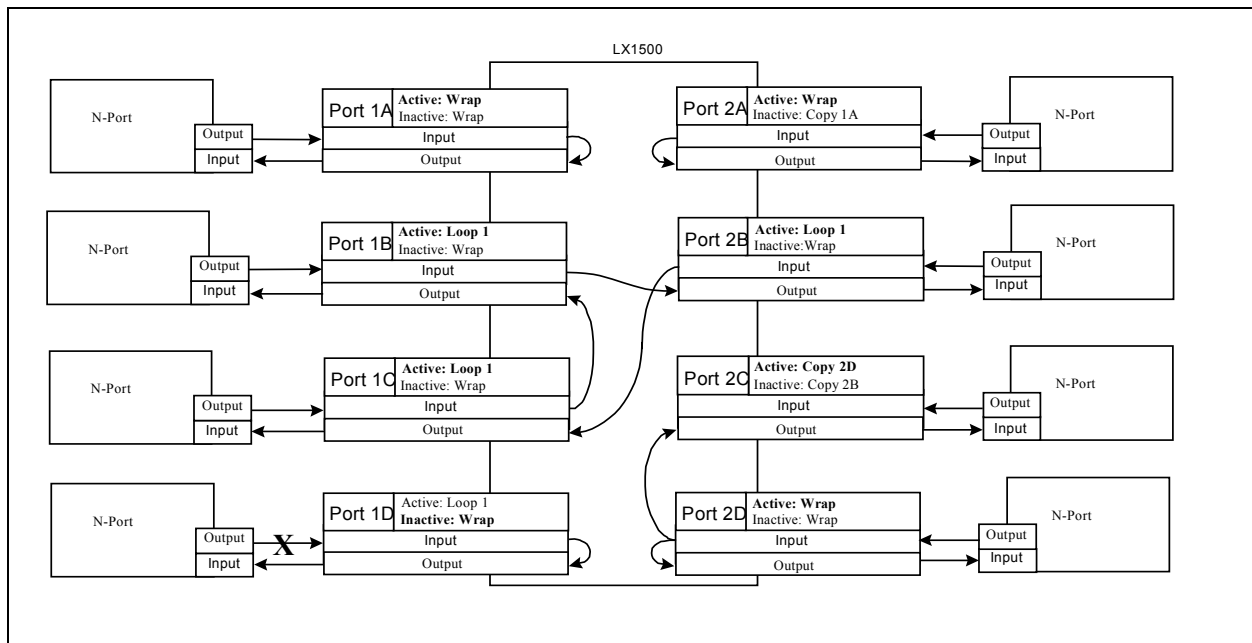 LX1500
N-Port
Output
Input
Port 1A
Active: Wrap
Inactive: Wrap
Input
Output
Port 2A
Active: Wrap
Inactive: Copy 1A
Input
Output
N-Port
Output
Input
N-Port
Output
Input
Port 1B
Active: Loop 1
Inactive: Wrap
Input
Output
Port 2B
Active: Loop 1
Inactive:Wrap
Input
Output
N-Port
Output
Input
N-Port
Output
Input
Port 1C
Active: Loop 1
Inactive: Wrap
Input
Output
Port 2C
Active: Copy 2D
Inactive: Copy 2B
Input
Output
N-Port
Output
Input
N-Port
Output
Input
X
Port 1D
Active: Loop 1
Inactive: Wrap
Input
Output
Port 2D
Active: Wrap
Inactive: Wrap
Input
Output
N-Port
Output
Input